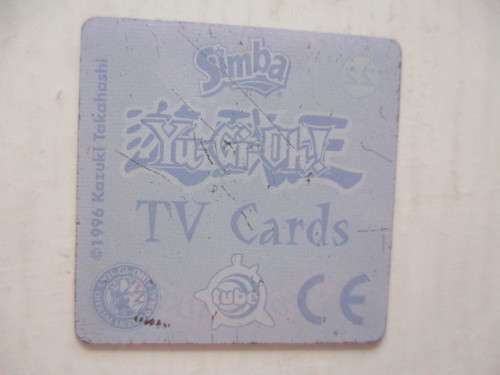 Simba
Yu-Gi-Oh!
TV Cards
©1996 Kazuki Takahashi
tube
CE